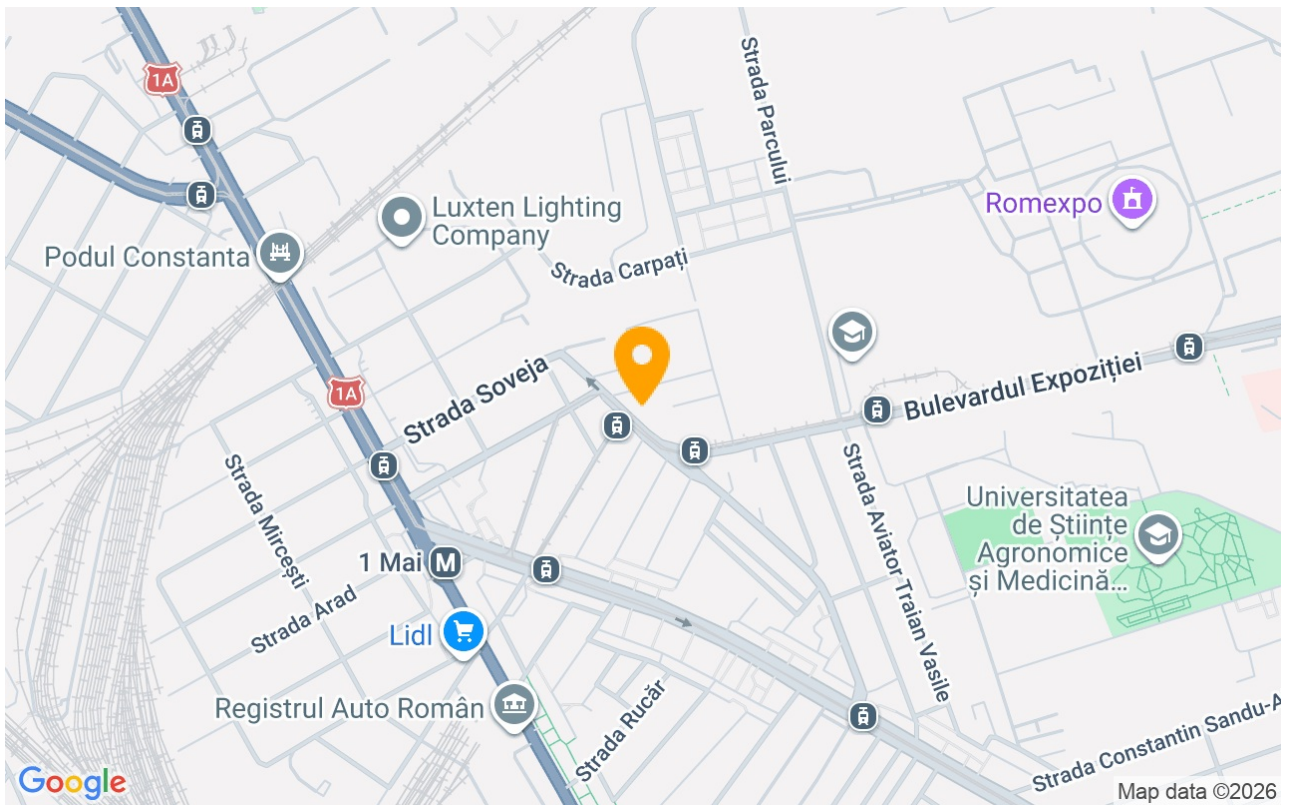 1A
Strada Parcului
Luxten Lighting
Company
Romexpo
Podul Constanta
Strada Carpați
Strada Soveja
1A
Bulevardul Expoziției
Strada Mircești
Strada Aviator Traian Vasile
Universitatea
de Științe
Agronomice
și Medicină...
1 Mai M
Strada Arad
Lidl
Strada Rucăr
Registrul Auto Român
Strada Constantin Sandu-A
Google
Map data ©2026